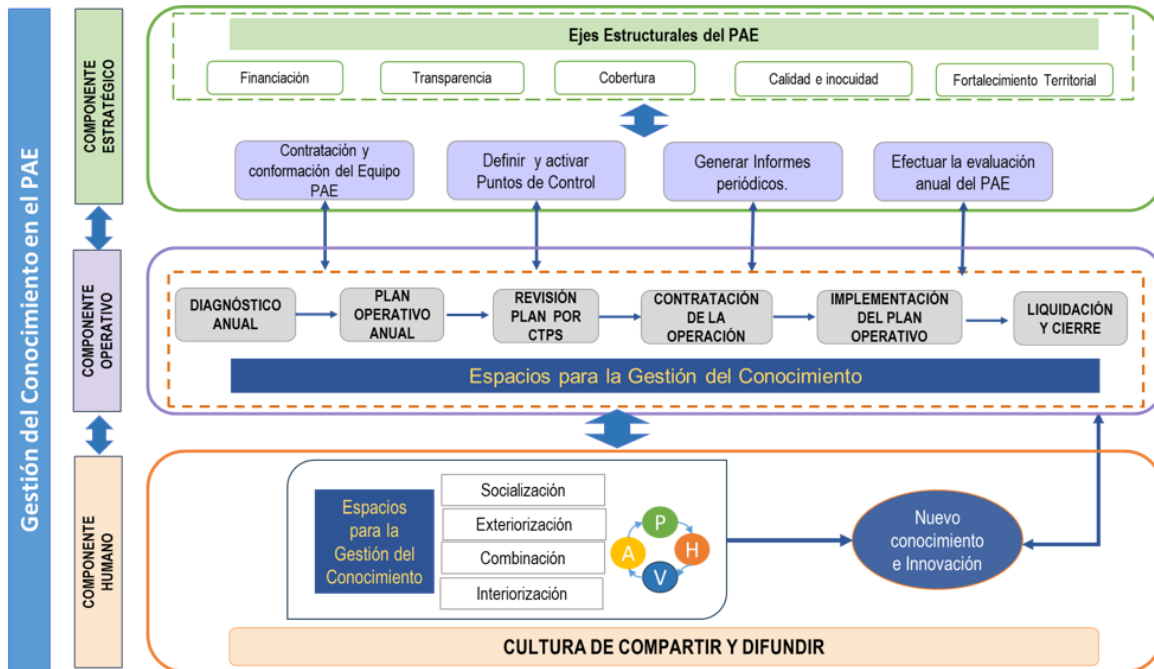 Gestión del Conocimiento en el PAE
COMPONENTE
ESTRATÉGICO
Ejes Estructurales del PAE
Financiación
Transparencia
Cobertura
Calidad e inocuidad
Fortalecimiento Territorial
Contratación y
conformación del Equipo
PAE
Definir y activar
Puntos de Control
Generar Informes
periódicos.
Efectuar la evaluación
anual del PAE
COMPONENTE
OPERATIVO
DIAGNÓSTICO
ANUAL
PLAN
OPERATIVO
ANUAL
REVISIÓN
PLAN POR
CTPS
CONTRATACIÓN
DE LA
OPERACIÓN
IMPLEMENTACIÓN
DEL PLAN
OPERATIVO
LIQUIDACIÓN
Y CIERRE
Espacios para la Gestión del Conocimiento
COMPONENTE
HUMANO
Espacios
para la
Gestión del
Conocimiento
Socialización
Exteriorización
Combinación
Interiorización
P
H
V
A
Nuevo
conocimiento
e Innovación
CULTURA DE COMPARTIR Y DIFUNDIR